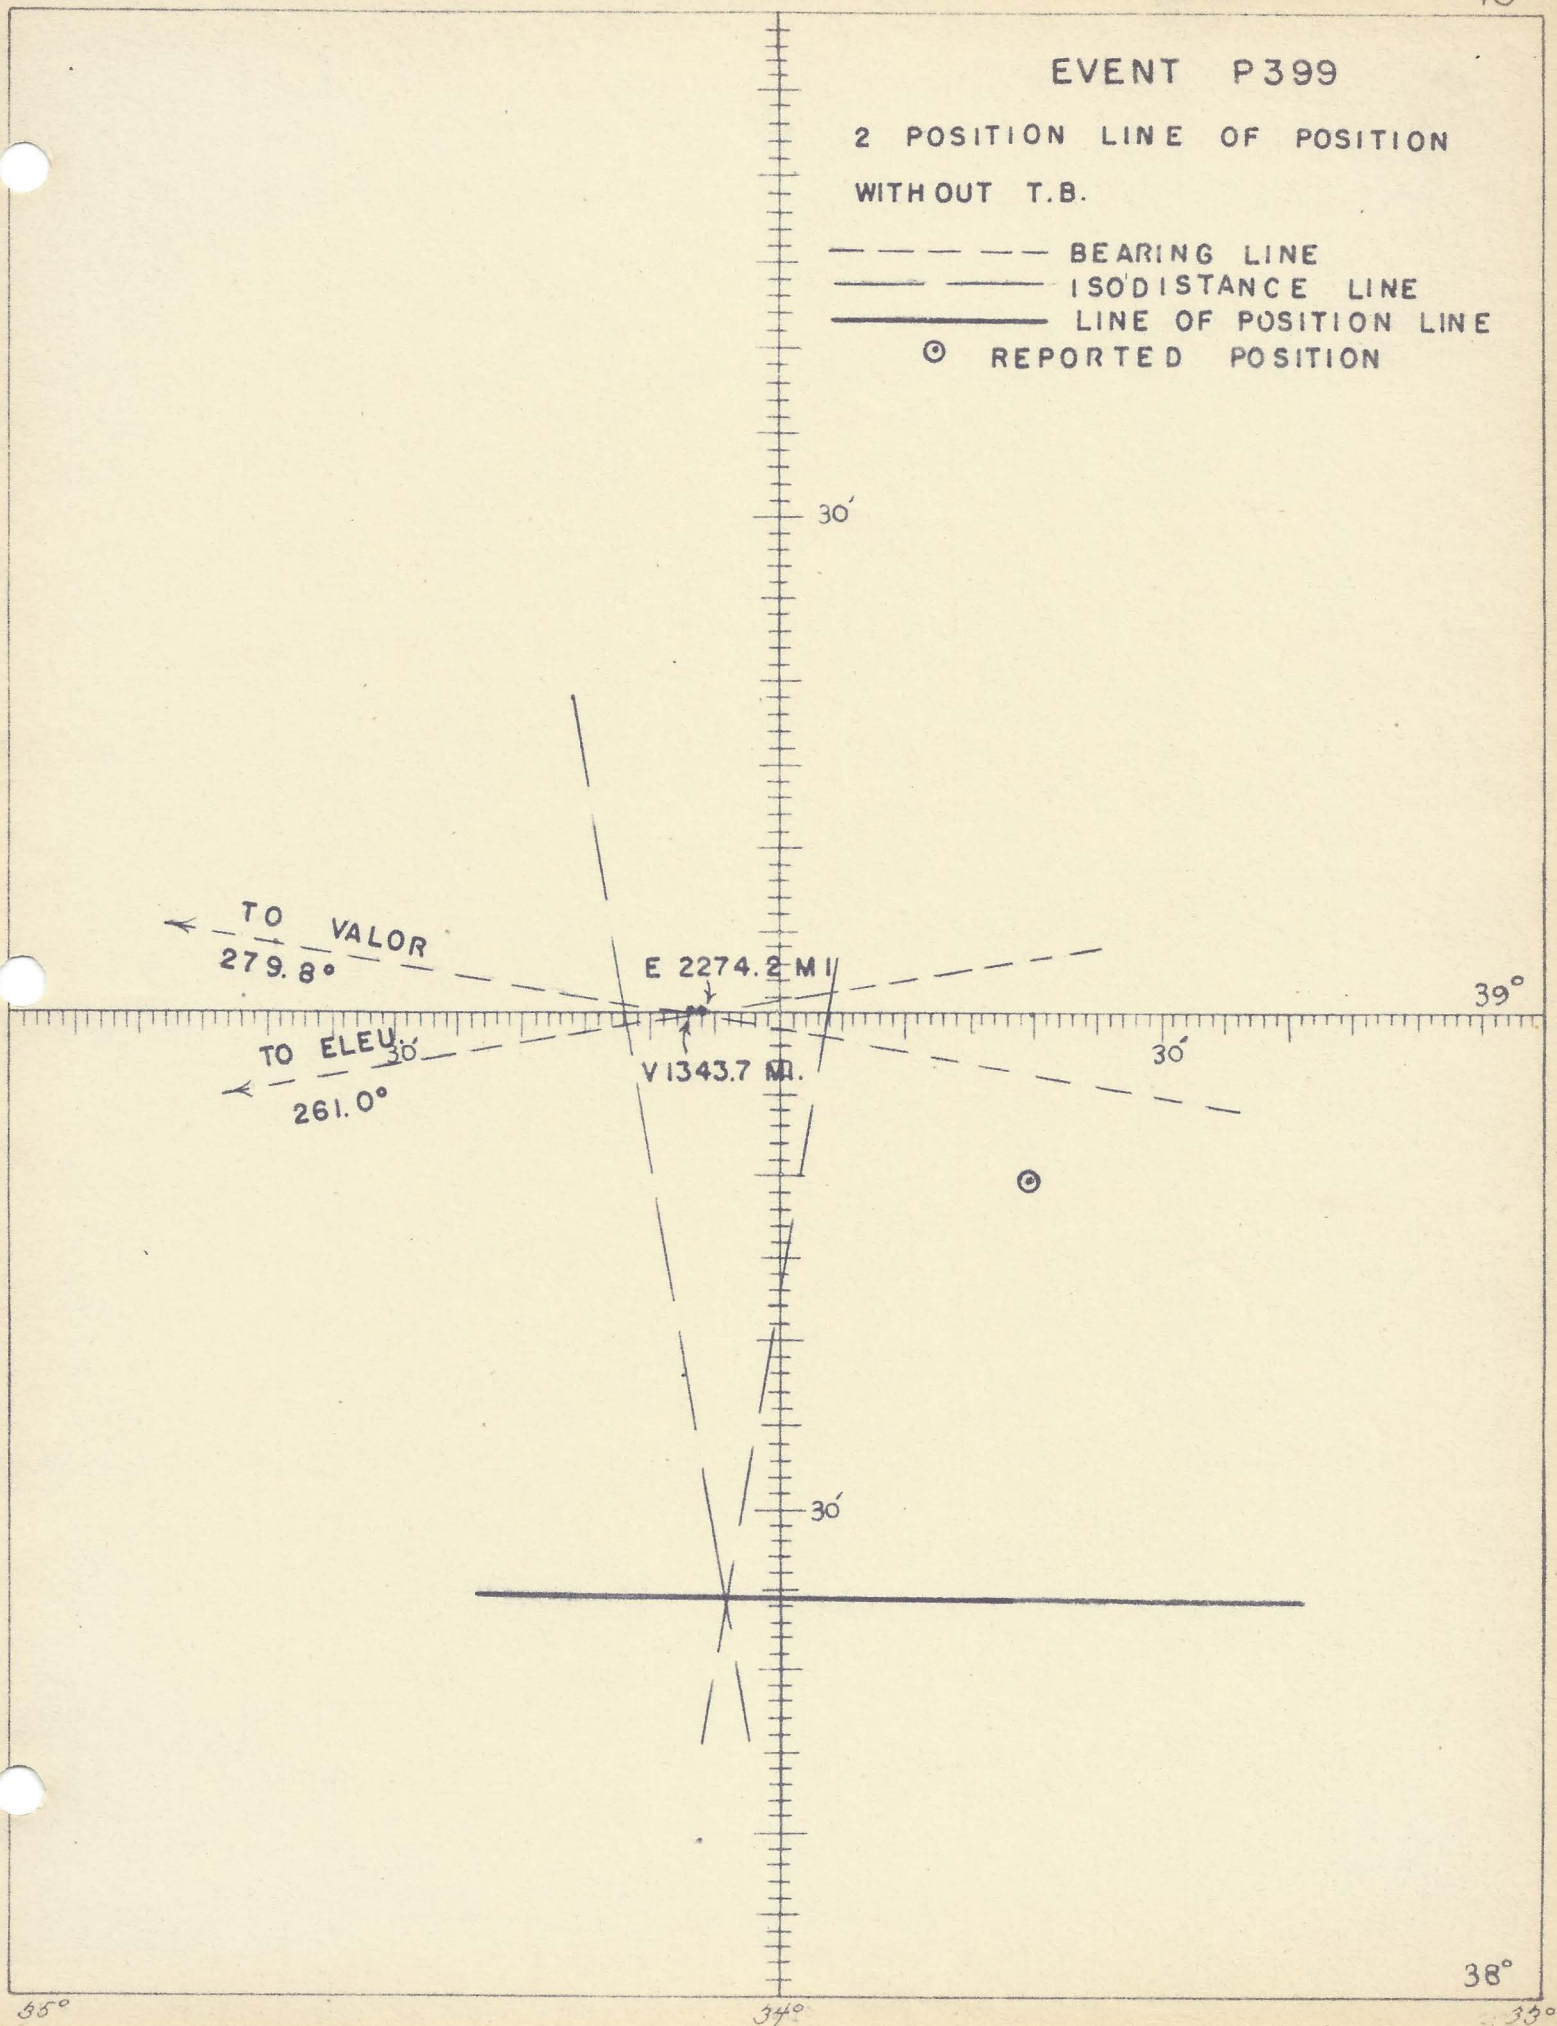 EVENT P399
2 POSITION LINE OF POSITION
WITHOUT T.B.
BEARING LINE
ISODISTANCE LINE
LINE OF POSITION LINE
REPORTED POSITION
30′
TO VALOR
279.8°
E 2274.2 MI
39°
TO ELEU.
30′
30′
V1343.7 MI.
261.0°
30′
38°
35°
34°
33°